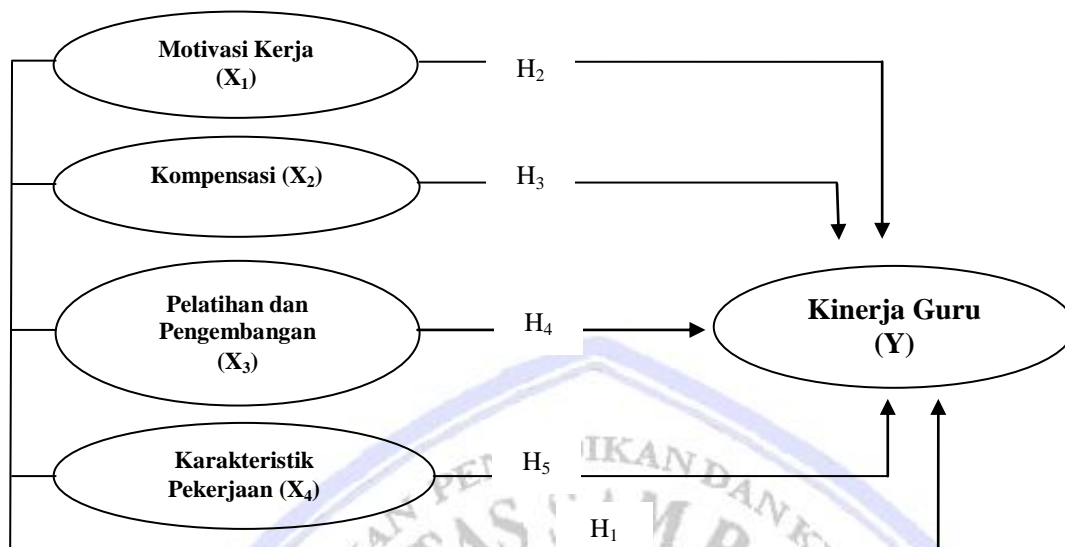 Motivasi Kerja
(X₁)
H₂
Kompensasi (X₂)
H₃
Pelatihan dan
Pengembangan
(X₃)
H₄
Kinerja Guru
(Y)
Karakteristik
Pekerjaan (X₄)
H₅
H₁